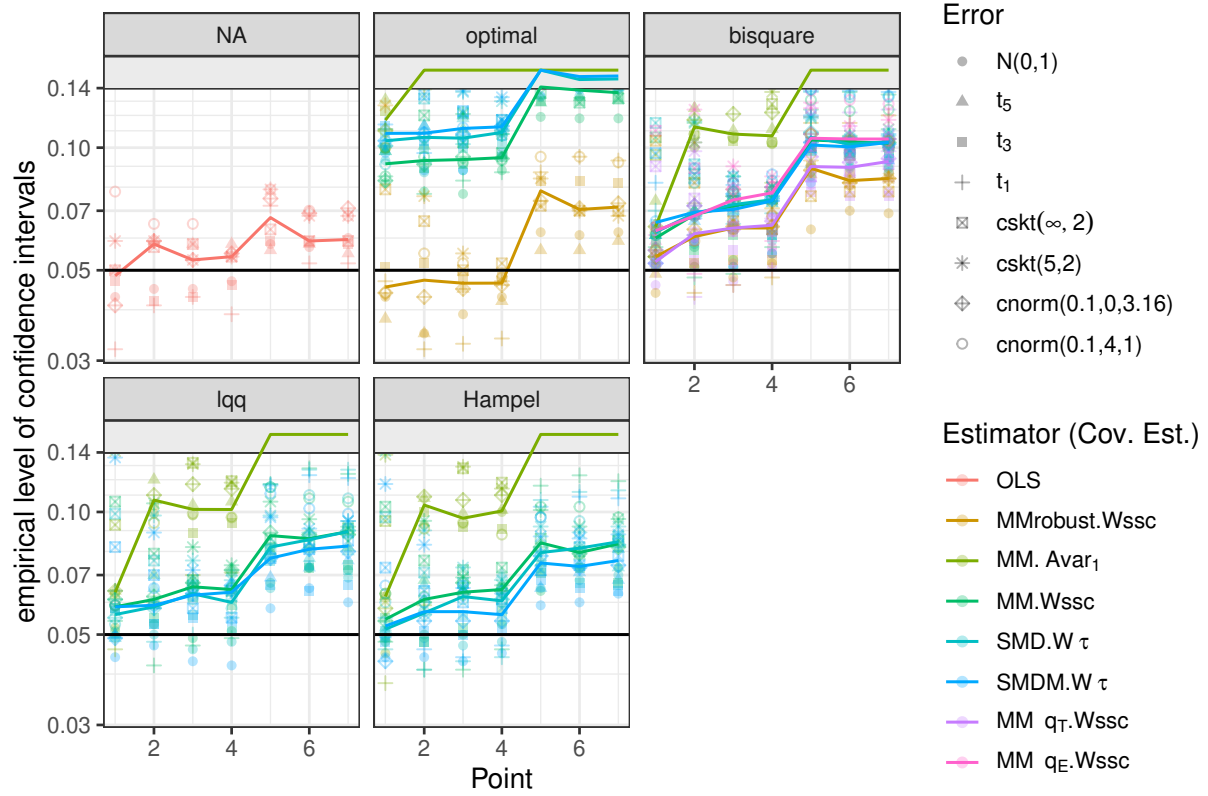 NA
optimal
bisquare
0.14
0.10
0.07
0.05
0.03
2
4
6
lqq
Hampel
0.14
0.10
0.07
0.05
0.03
2
4
6
2
4
6
Point
empirical level of confidence intervals
Error
N(0,1)
t₅
t₃
t₁
cskt(∞, 2)
cskt(5,2)
cnorm(0.1,0,3.16)
cnorm(0.1,4,1)
Estimator (Cov. Est.)
OLS
MMrobust.Wssc
MM. Avar₁
MM.Wssc
SMD.W τ
SMDM.W τ
MM q_T.Wssc
MM q_E.Wssc